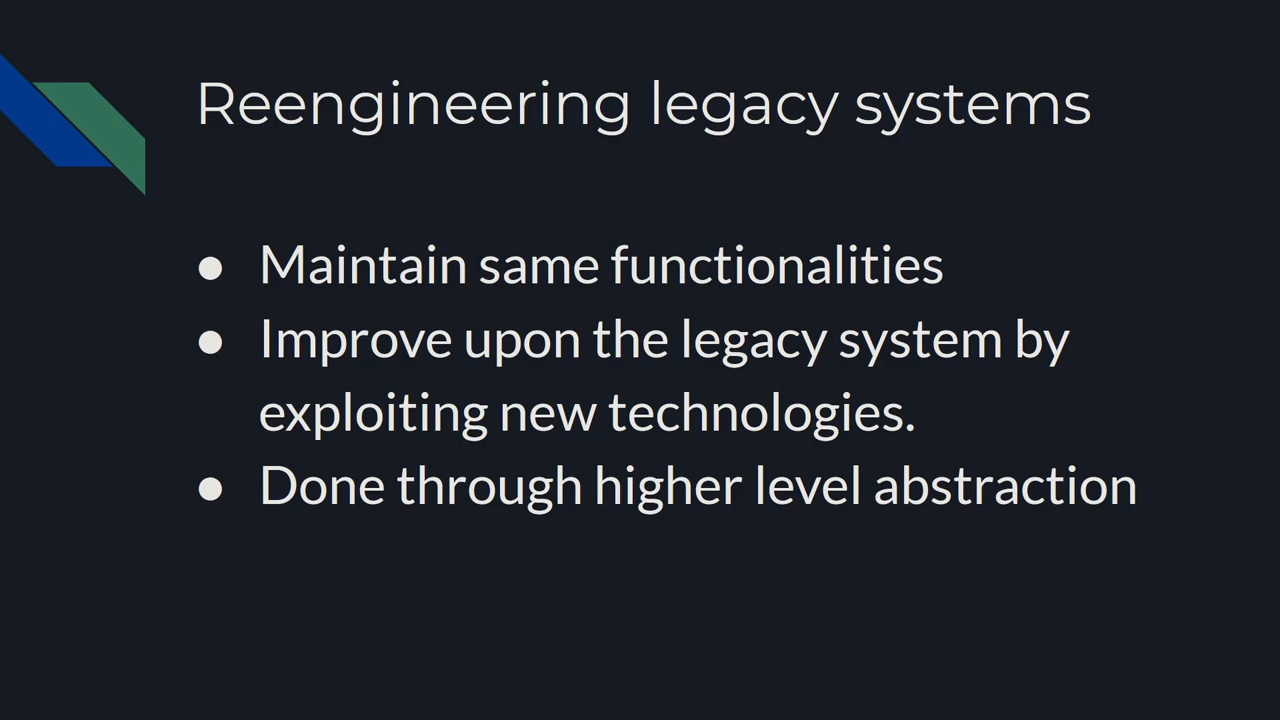 Reengineering legacy systems
● Maintain same functionalities
● Improve upon the legacy system by
exploiting new technologies.
● Done through higher level abstraction